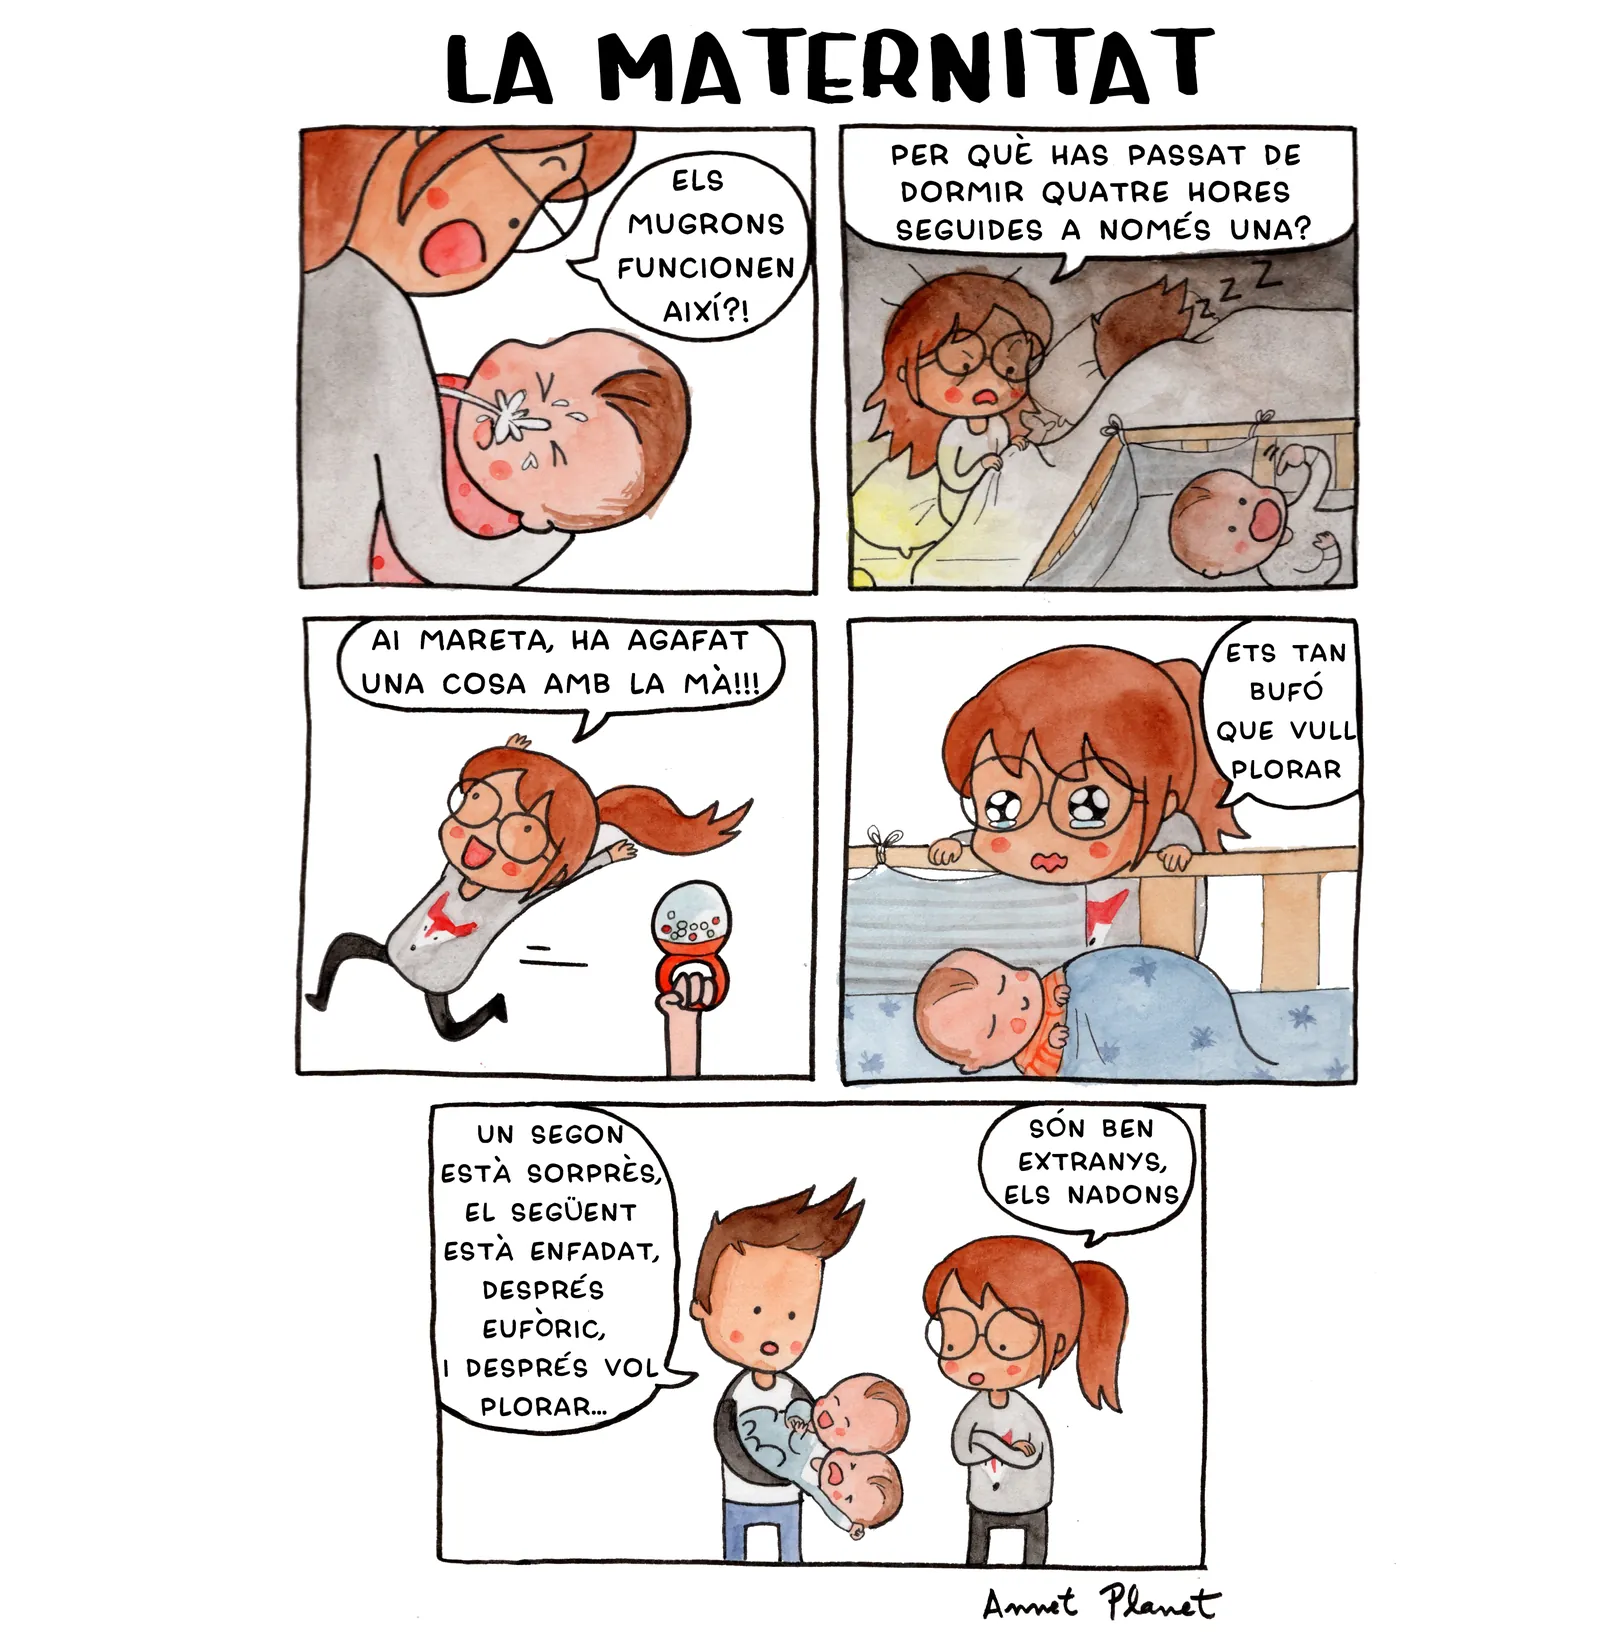 LA MATERNITAT
ELS
MUGRONS
FUNCIONEN
AIXÍ?!
PER QUÈ HAS PASSAT DE
DORMIR QUATRE HORES
SEGUIDES A NOMÉS UNA?
Z Z Z Z
AI MARETA, HA AGAFAT
UNA COSA AMB LA MÀ!!!
ETS TAN
BUFÓ
QUE VULL
PLORAR
UN SEGON
ESTÀ SORPRÈS,
EL SEGÜENT
ESTÀ ENFADAT,
DESPRÉS
EUFÒRIC,
I DESPRÉS VOL
PLORAR...
SÓN BEN
EXTRANYS,
ELS NADONS
Annet Planet